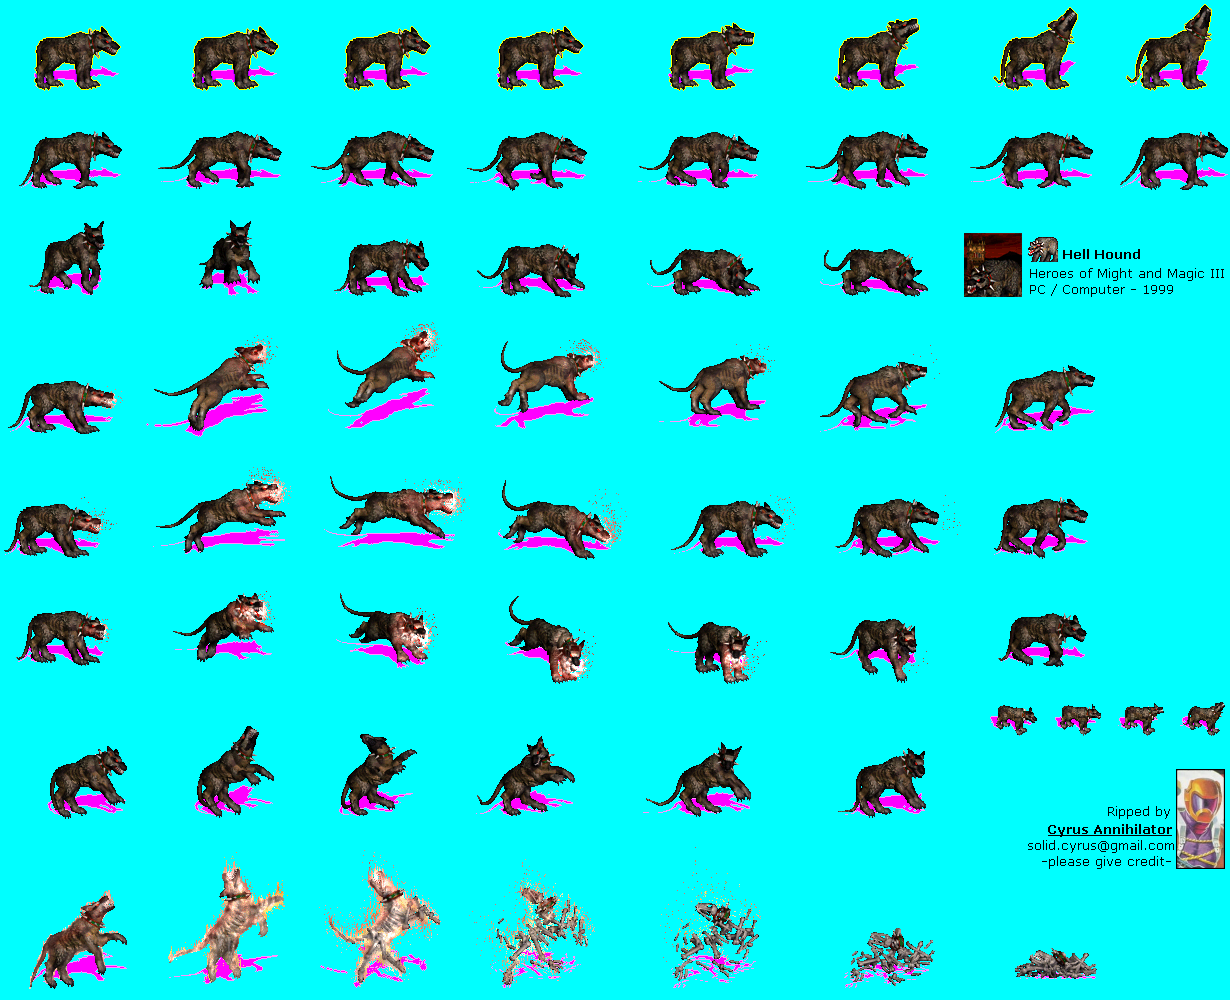 Hell Hound
Heroes of Might and Magic III
PC / Computer - 1999
Ripped by
Cyrus Annihilator
solid.cyrus@gmail.com
-please give credit-